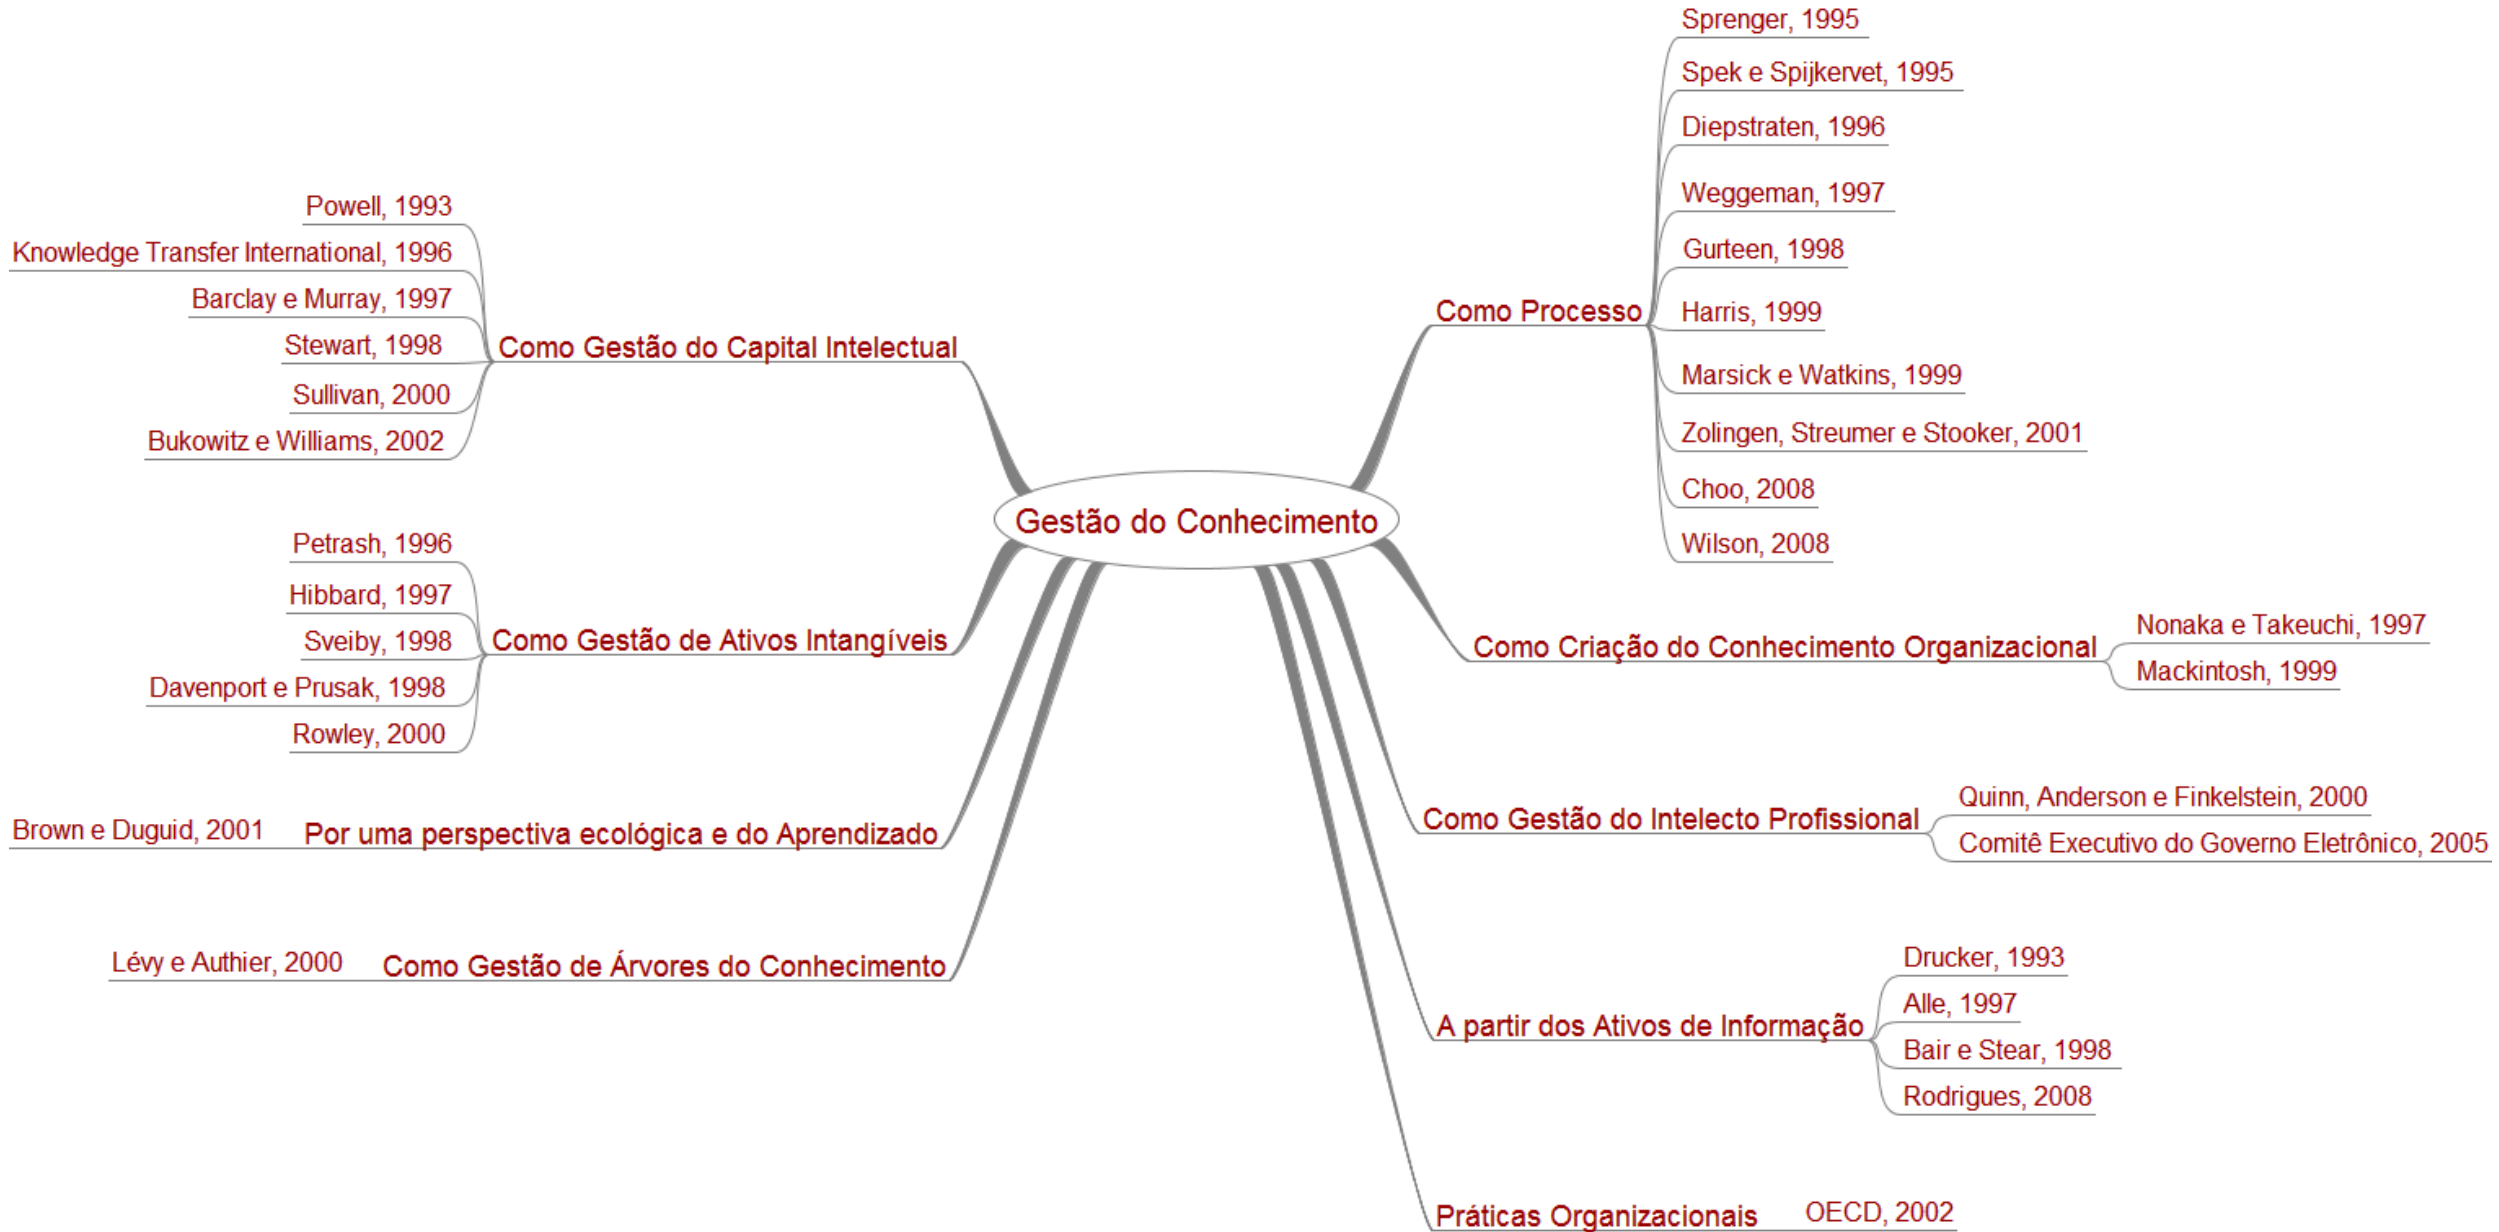 Gestão do Conhecimento
Como Gestão do Capital Intelectual
Powell, 1993
Knowledge Transfer International, 1996
Barclay e Murray, 1997
Stewart, 1998
Sullivan, 2000
Bukowitz e Williams, 2002
Como Gestão de Ativos Intangíveis
Petrash, 1996
Hibbard, 1997
Sveiby, 1998
Davenport e Prusak, 1998
Rowley, 2000
Por uma perspectiva ecológica e do Aprendizado
Brown e Duguid, 2001
Como Gestão de Árvores do Conhecimento
Lévy e Authier, 2000
Como Processo
Sprenger, 1995
Spek e Spijkervet, 1995
Diepstraten, 1996
Weggeman, 1997
Gurteen, 1998
Harris, 1999
Marsick e Watkins, 1999
Zolingen, Streumer e Stooker, 2001
Choo, 2008
Wilson, 2008
Como Criação do Conhecimento Organizacional
Nonaka e Takeuchi, 1997
Mackintosh, 1999
Como Gestão do Intelecto Profissional
Quinn, Anderson e Finkelstein, 2000
Comitê Executivo do Governo Eletrônico, 2005
A partir dos Ativos de Informação
Drucker, 1993
Alle, 1997
Bair e Stear, 1998
Rodrigues, 2008
Práticas Organizacionais
OECD, 2002